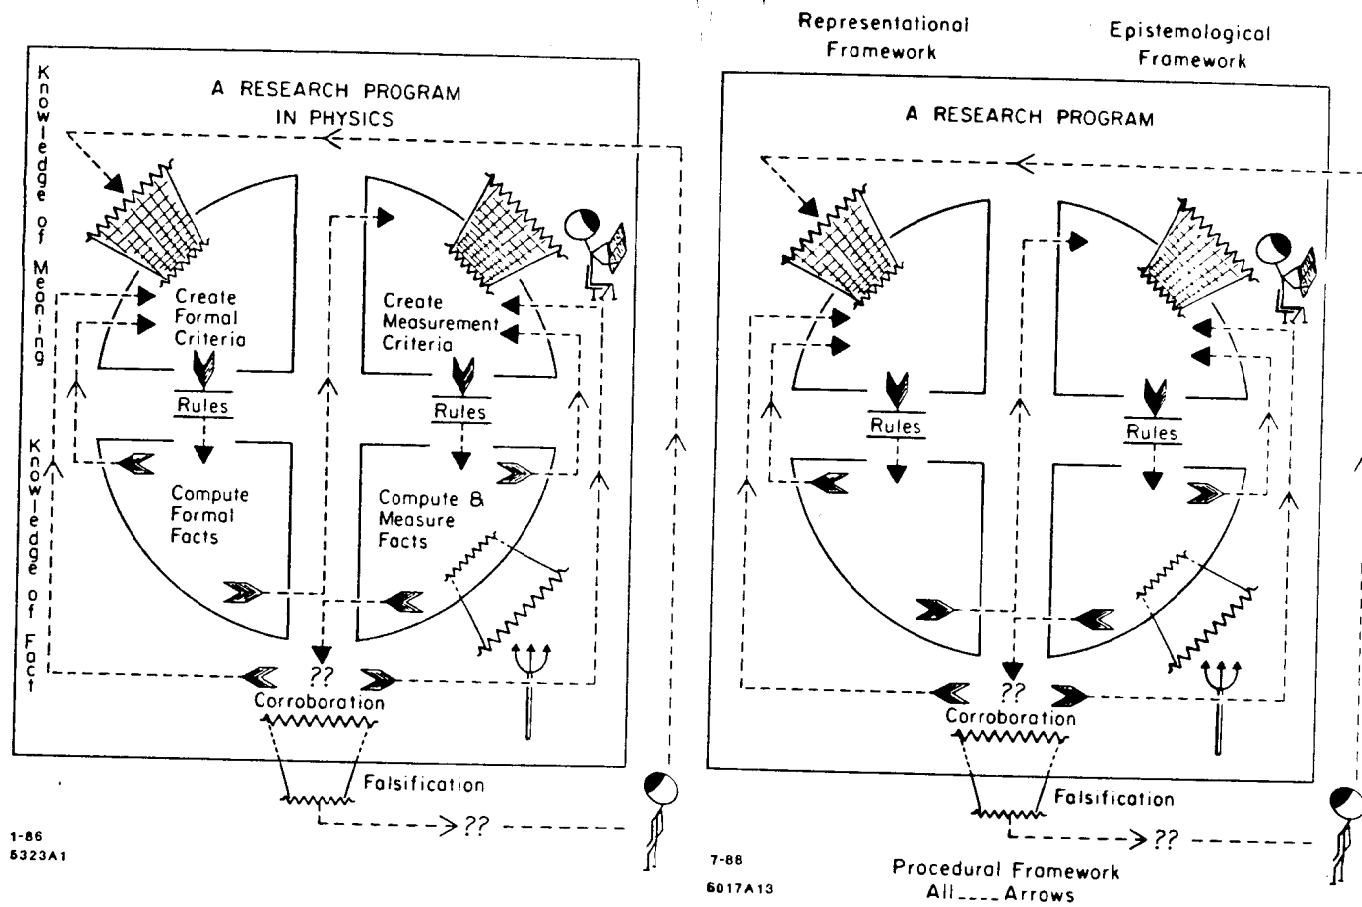 A RESEARCH PROGRAM
IN PHYSICS
Knowledge of Meaning
Knowledge of Fact
Create
Formal
Criteria
Create
Measurement
Criteria
Rules
Rules
Compute
Formal
Facts
Compute &
Measure
Facts
??
Corroboration
Falsification
??
1-86
5323A1
Representational
Framework
Epistemological
Framework
A RESEARCH PROGRAM
Rules
Rules
??
Corroboration
Falsification
??
7-88
6017A13
Procedural Framework
All ---- Arrows